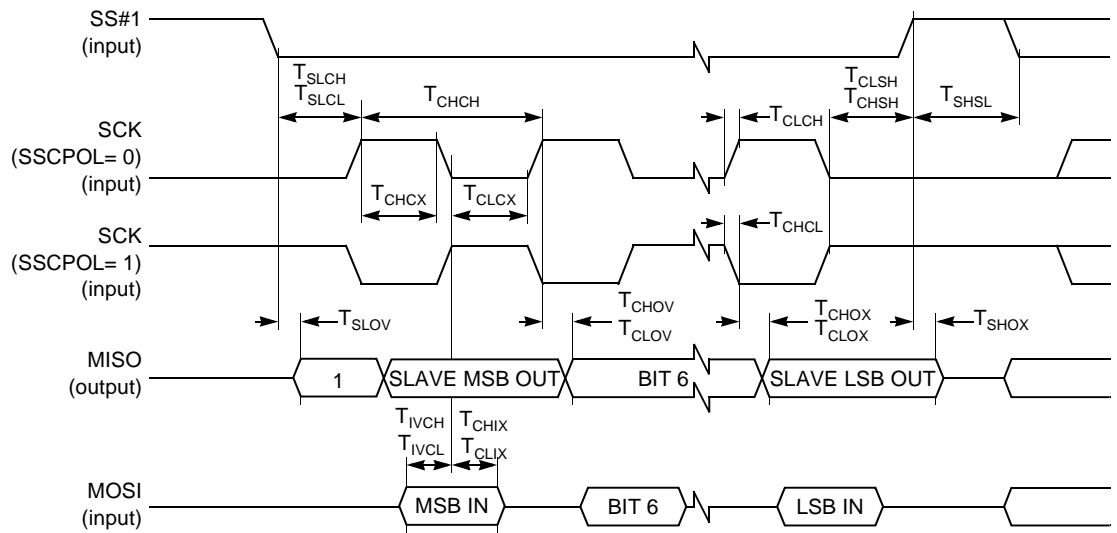 SS#1
(input)
TSLCH
TSLCL
TCHCH
TCLSH
TCHSH
TSHSL
SCK
(SSCPOL= 0)
(input)
TCLCH
TCHCX
TCLCX
SCK
(SSCPOL= 1)
(input)
TCHCL
TSLOV
TCHOV
TCLOV
TCHOX
TCLOX
TSHOX
MISO
(output)
1
SLAVE MSB OUT
BIT 6
SLAVE LSB OUT
TIVCH
TIVCL
TCHIX
TCLIX
MOSI
(input)
MSB IN
BIT 6
LSB IN